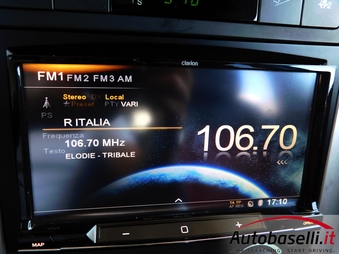 clarion
FM1 FM2 FM3 AM
Stereo Local
Preset PTY VARI
PS
R ITALIA
Frequenza
106.70 MHz
106.70
Testo
ELODIE - TRIBALE
17:10
MAP
OPEN
Autobaselli.it